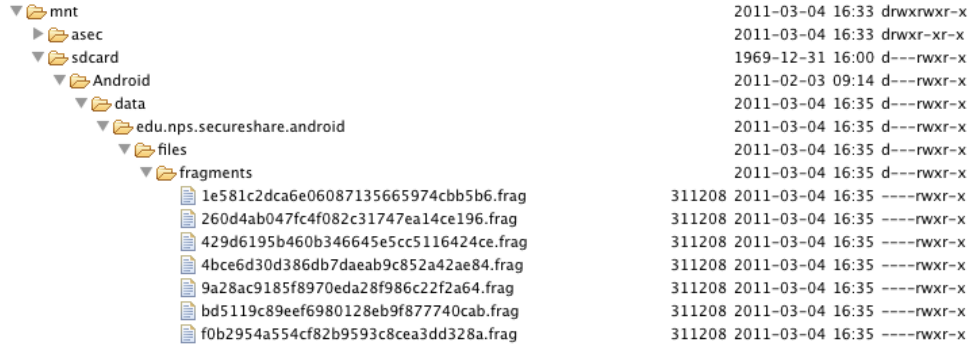 mnt 2011-03-04 16:33 drwxrwxr-x
asec 2011-03-04 16:33 drwxr-xr-x
sdcard 1969-12-31 16:00 d---rwxr-x
Android 2011-02-03 09:14 d---rwxr-x
data 2011-03-04 16:35 d---rwxr-x
edu.nps.secureshare.android 2011-03-04 16:35 d---rwxr-x
files 2011-03-04 16:35 d---rwxr-x
fragments 2011-03-04 16:35 d---rwxr-x
1e581c2dca6e06087135665974cbb5b6.frag 311208 2011-03-04 16:35 ----rwxr-x
260d4ab047fc4f082c31747ea14ce196.frag 311208 2011-03-04 16:35 ----rwxr-x
429d6195b460b346645e5cc5116424ce.frag 311208 2011-03-04 16:35 ----rwxr-x
4bce6d30d386db7daeab9c852a42ae84.frag 311208 2011-03-04 16:35 ----rwxr-x
9a28ac9185f8970eda28f986c22f2a64.frag 311208 2011-03-04 16:35 ----rwxr-x
bd5119c89eef6980128eb9f877740cab.frag 311208 2011-03-04 16:35 ----rwxr-x
f0b2954a554cf82b9593c8cea3dd328a.frag 311208 2011-03-04 16:35 ----rwxr-x